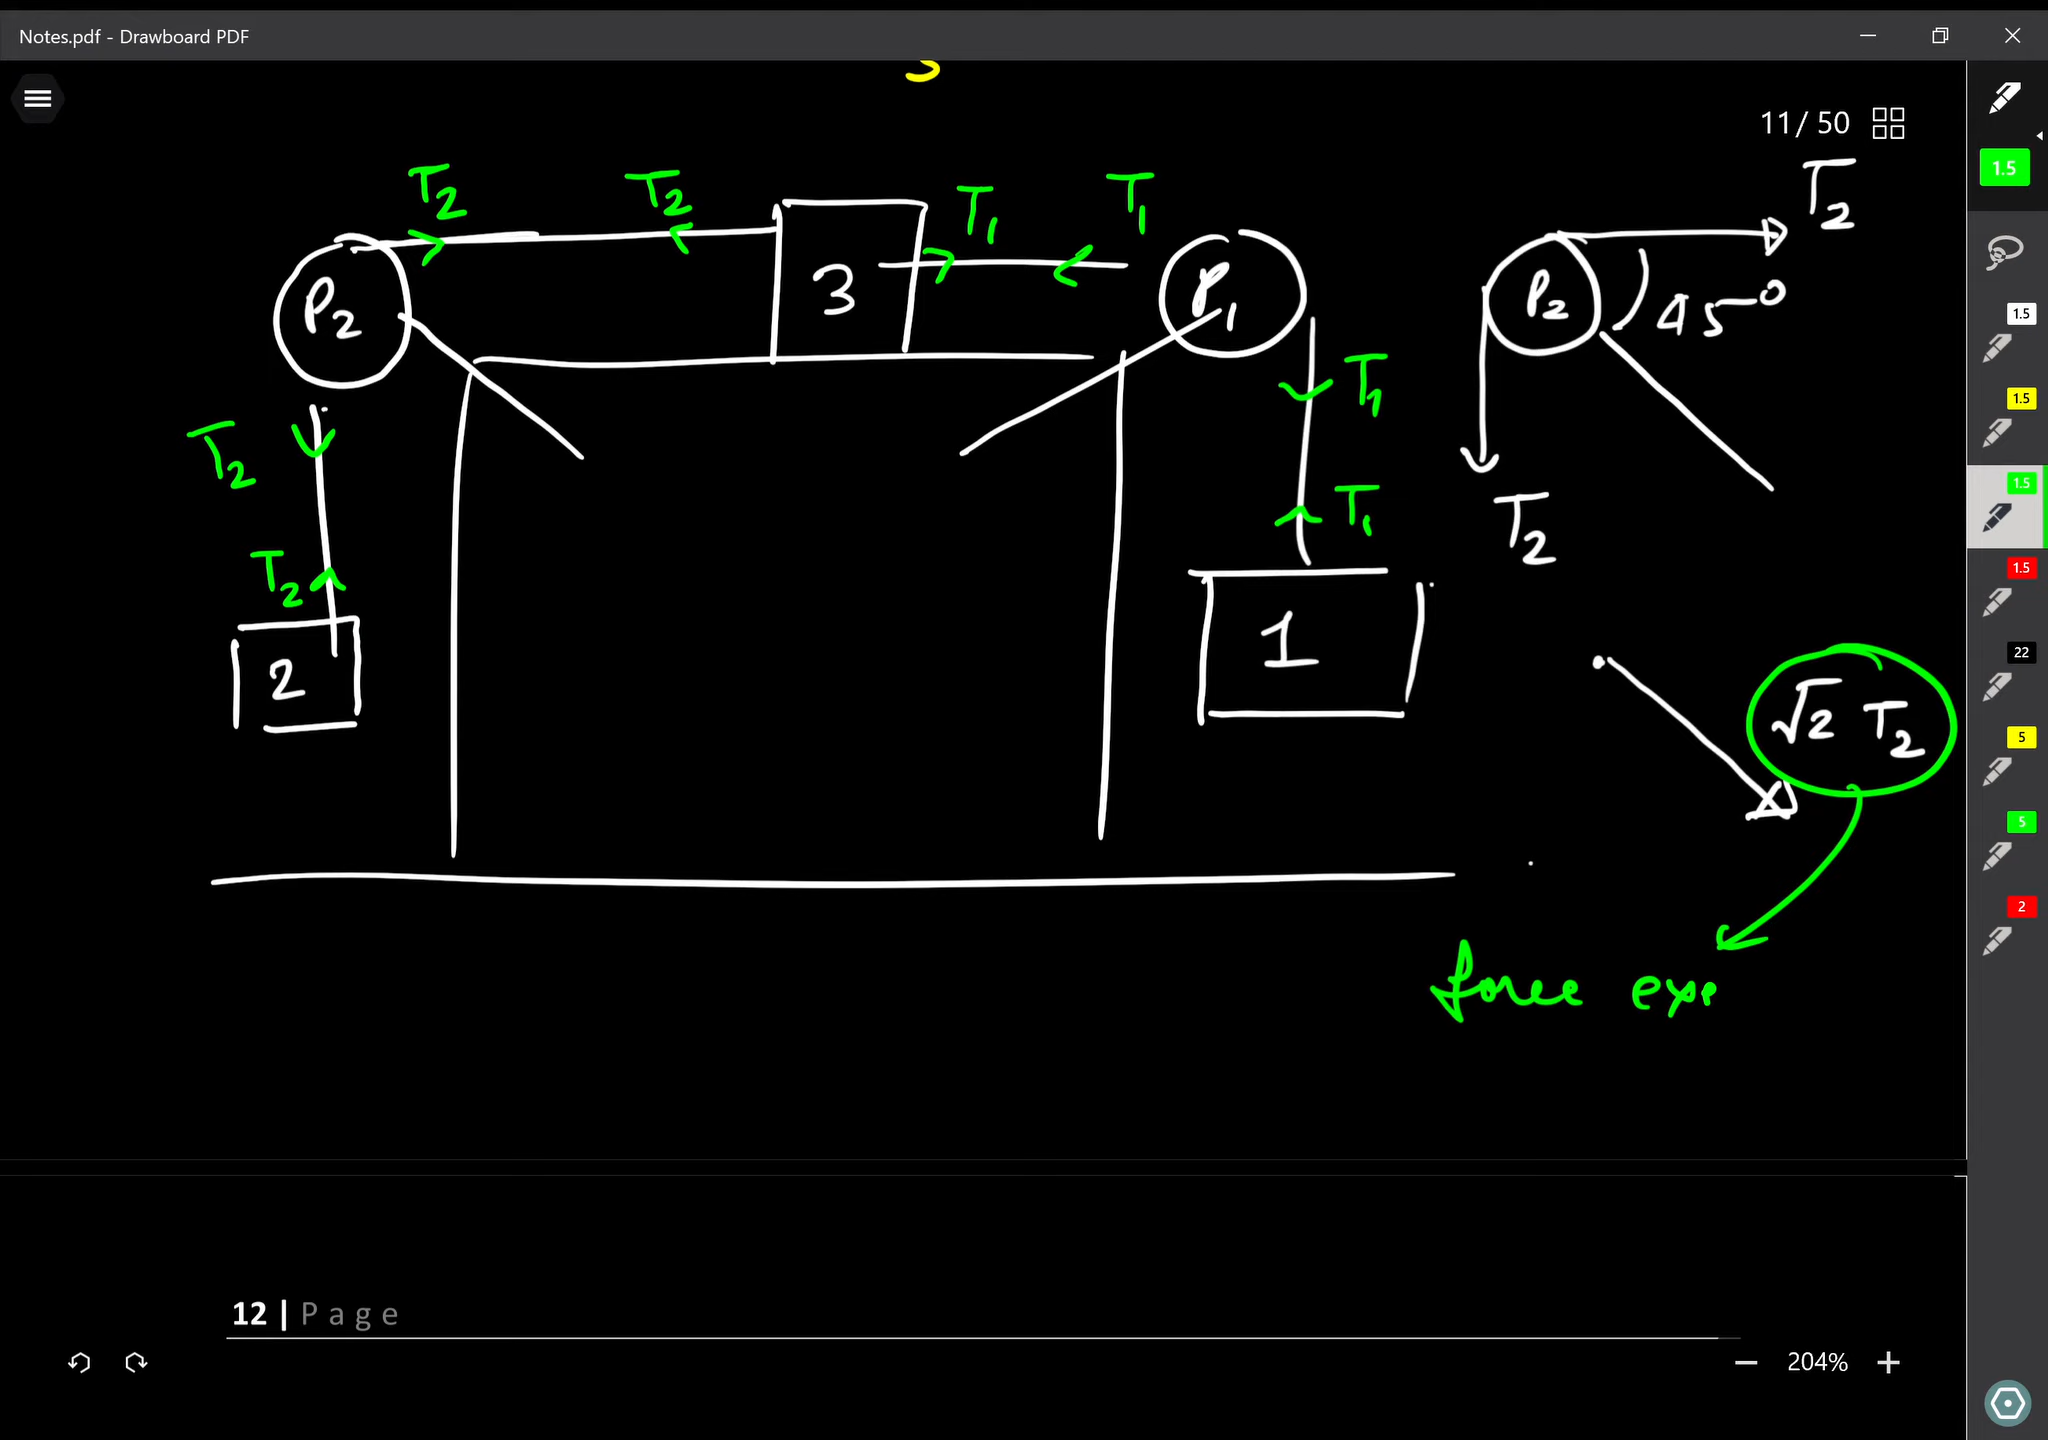 Notes.pdf - Drawboard PDF
11/ 50
1.5
T2 T2 T1 T1
T2
P2 3 P1
P2 45°
T2 T1
T2 T1
T2
2 1
√2 T2
force exp
1.5
1.5
1.5
1.5
22
5
5
2
12 | Page
204%